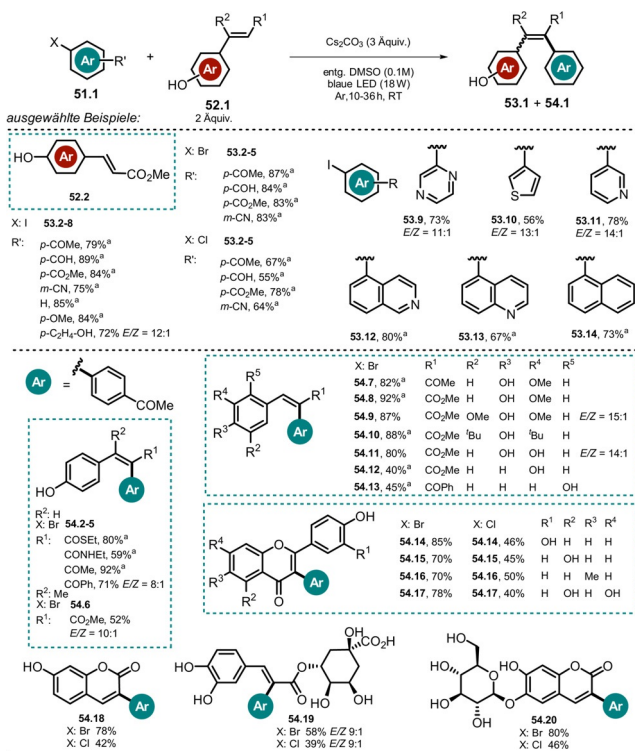 X
Ar
R'
51.1
+
R² R¹
Ar
HO
52.1
2 Äquiv.
Cs₂CO₃ (3 Äquiv.)
entg. DMSO (0.1M)
blaue LED (18 W)
Ar,10-36 h, RT
R² R¹
Ar Ar
HO R'
53.1 + 54.1
ausgewählte Beispiele:
HO
Ar
CO₂Me
52.2
X: I 53.2-8
R':
p-COMe, 79%ᵃ
p-COH, 89%ᵃ
p-CO₂Me, 84%ᵃ
m-CN, 75%ᵃ
H, 85%ᵃ
p-OMe, 84%ᵃ
p-C₂H₄-OH, 72% E/Z = 12:1
X: Br 53.2-5
R':
p-COMe, 87%ᵃ
p-COH, 84%ᵃ
p-CO₂Me, 83%ᵃ
m-CN, 83%ᵃ
X: Cl 53.2-5
R':
p-COMe, 67%ᵃ
p-COH, 55%ᵃ
p-CO₂Me, 78%ᵃ
m-CN, 64%ᵃ
I
Ar
R
N
N
53.9, 73%
E/Z = 11:1
S
53.10, 56%
E/Z = 13:1
N
53.11, 78%
E/Z = 14:1
N
53.12, 80%ᵃ
N
53.13, 67%ᵃ
53.14, 73%ᵃ
Ar =
COMe
R²
R¹
HO
Ar
R²: H
X: Br 54.2-5
R¹: COSEt, 80%ᵃ
CONHEt, 59%ᵃ
COMe, 92%ᵃ
COPh, 71% E/Z = 8:1
R²: Me
X: Br 54.6
R¹: CO₂Me, 52%
E/Z = 10:1
R⁵
R⁴ R¹
R³ Ar
R²
X: Br R¹ R² R³ R⁴ R⁵
54.7, 82%ᵃ COMe H OH OMe H
54.8, 92%ᵃ CO₂Me H OH OMe H
54.9, 87% CO₂Me OMe OH OMe H E/Z = 15:1
54.10, 88%ᵃ CO₂Me ᵗBu OH ᵗBu H
54.11, 80% CO₂Me H OH OH H E/Z = 14:1
54.12, 40%ᵃ CO₂Me H H OH H
54.13, 45%ᵃ COPh H H H OH
OH
R⁴ O R¹
R³ Ar
R² O
X: Br X: Cl R¹ R² R³ R⁴
54.14, 85% 54.14, 46% OH H H H
54.15, 70% 54.15, 45% H OH H H
54.16, 70% 54.16, 50% H H Me H
54.17, 78% 54.17, 40% H OH H OH
HO O O
Ar
54.18
X: Br 78%
X: Cl 42%
HO
HO
Ar
O
O
HO CO₂H
OH
OH
54.19
X: Br 58% E/Z 9:1
X: Cl 39% E/Z 9:1
HO
O
HO
OH
OH
O
HO O O
Ar
54.20
X: Br 80%
X: Cl 46%